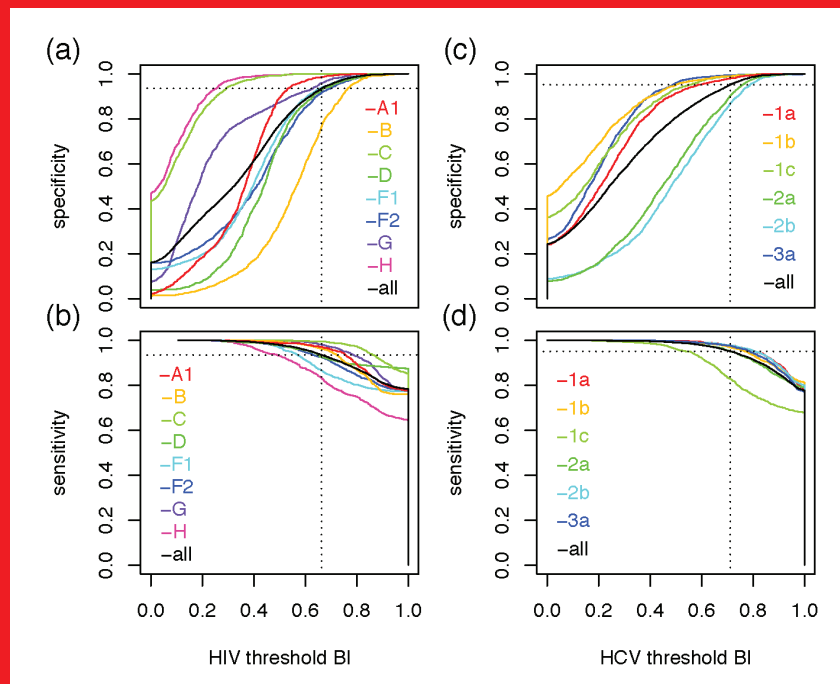 (a)
specificity
0.0 0.2 0.4 0.6 0.8 1.0
–A1
–B
–C
–D
–F1
–F2
–G
–H
–all
(b)
sensitivity
0.0 0.2 0.4 0.6 0.8 1.0
–A1
–B
–C
–D
–F1
–F2
–G
–H
–all
0.0 0.2 0.4 0.6 0.8 1.0
HIV threshold BI
(c)
specificity
0.0 0.2 0.4 0.6 0.8 1.0
–1a
–1b
–1c
–2a
–2b
–3a
–all
(d)
sensitivity
0.0 0.2 0.4 0.6 0.8 1.0
–1a
–1b
–1c
–2a
–2b
–3a
–all
0.0 0.2 0.4 0.6 0.8 1.0
HCV threshold BI